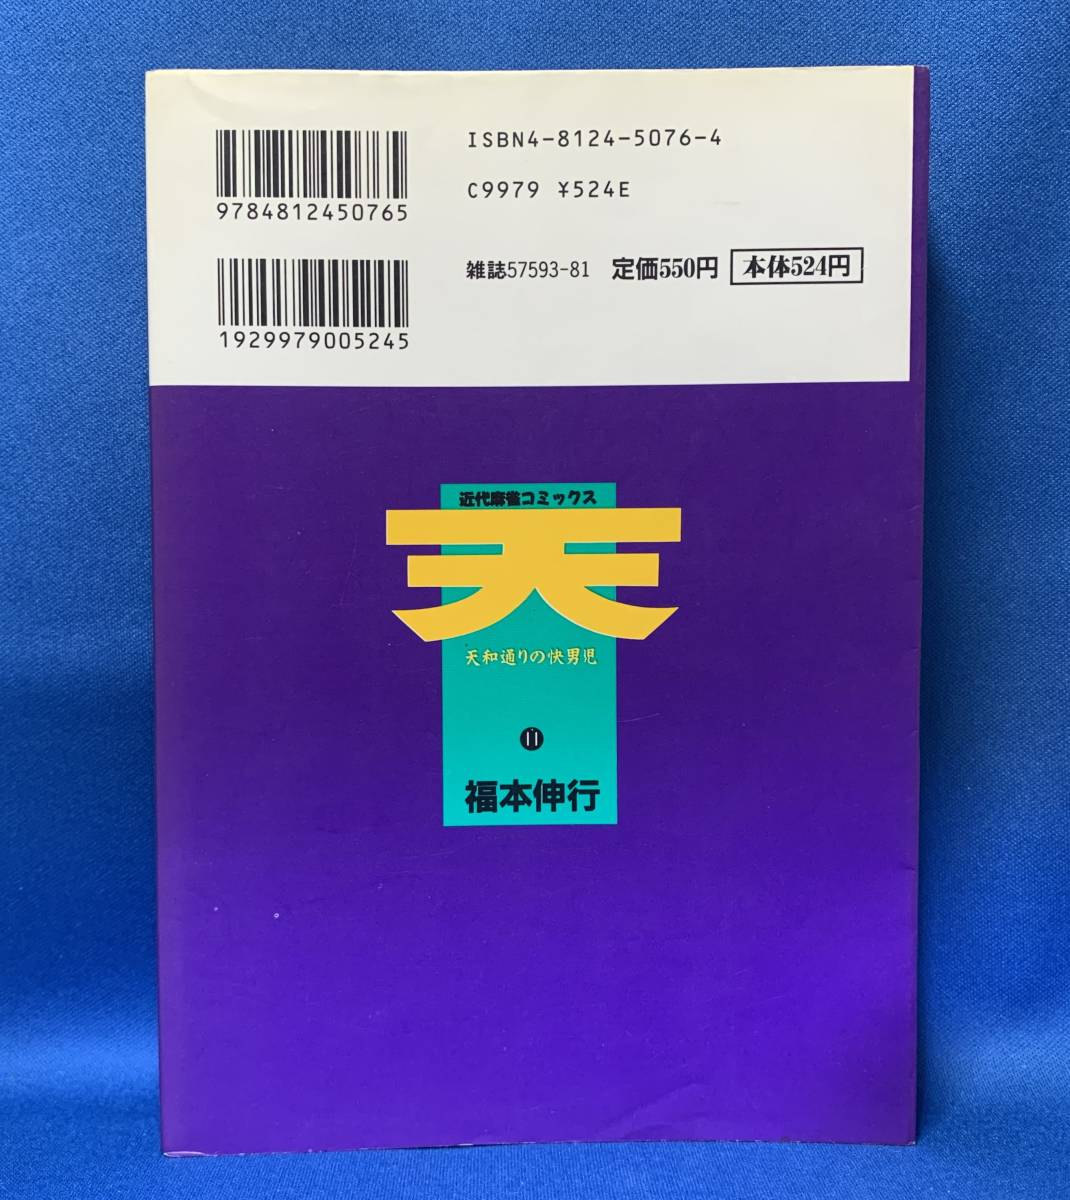 ISBN4-8124-5076-4
C9979 ¥524E
9784812450765
雑誌57593-81 定価550円 本体524円
1929979005245
近代麻雀コミックス
天
天和通りの快男児
11
福本伸行